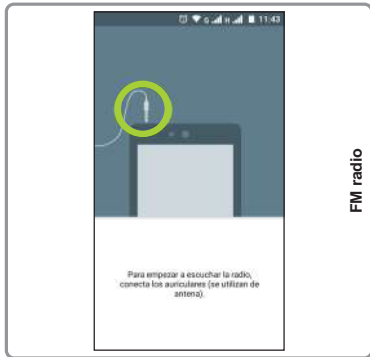 G H 11:43
Para empezar a escuchar la radio,
conecta los auriculares (se utilizan de
antena).
FM radio